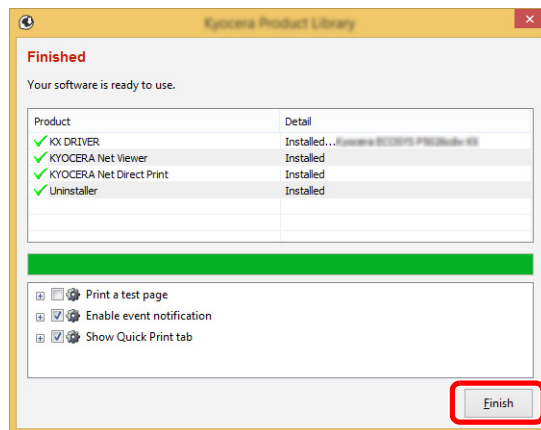 Kyocera Product Library
Finished
Your software is ready to use.
Product Detail
KX DRIVER Installed...
KYOCERA Net Viewer Installed
KYOCERA Net Direct Print Installed
Uninstaller Installed
Print a test page
Enable event notification
Show Quick Print tab
Finish